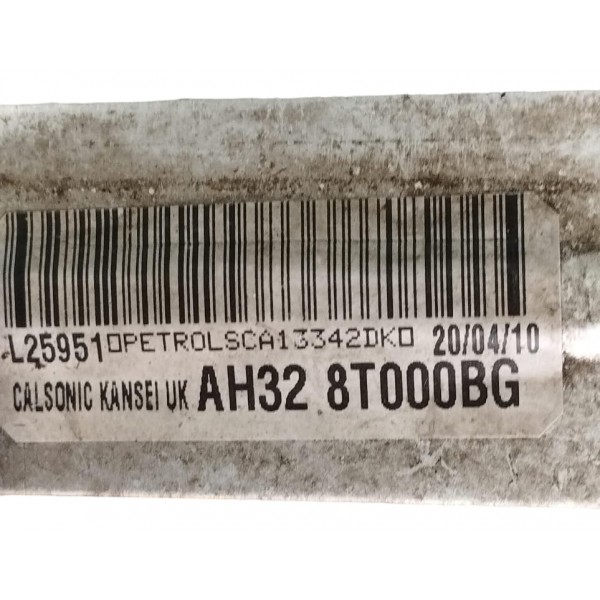 L25951 ▯PETROLSCA13342DK▯ 20/04/10
CALSONIC KANSEI UK AH32 8T000BG